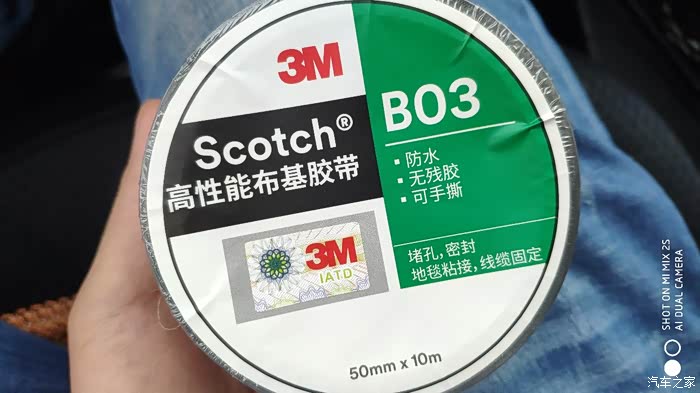 3M
Scotch®
高性能布基胶带
B03
▪ 防水
▪ 无残胶
▪ 可手撕
堵孔,密封
地毯粘接,线缆固定
3M
IATD
50mm x 10m
SHOT ON MI MIX 2S
AI DUAL CAMERA
汽车之家